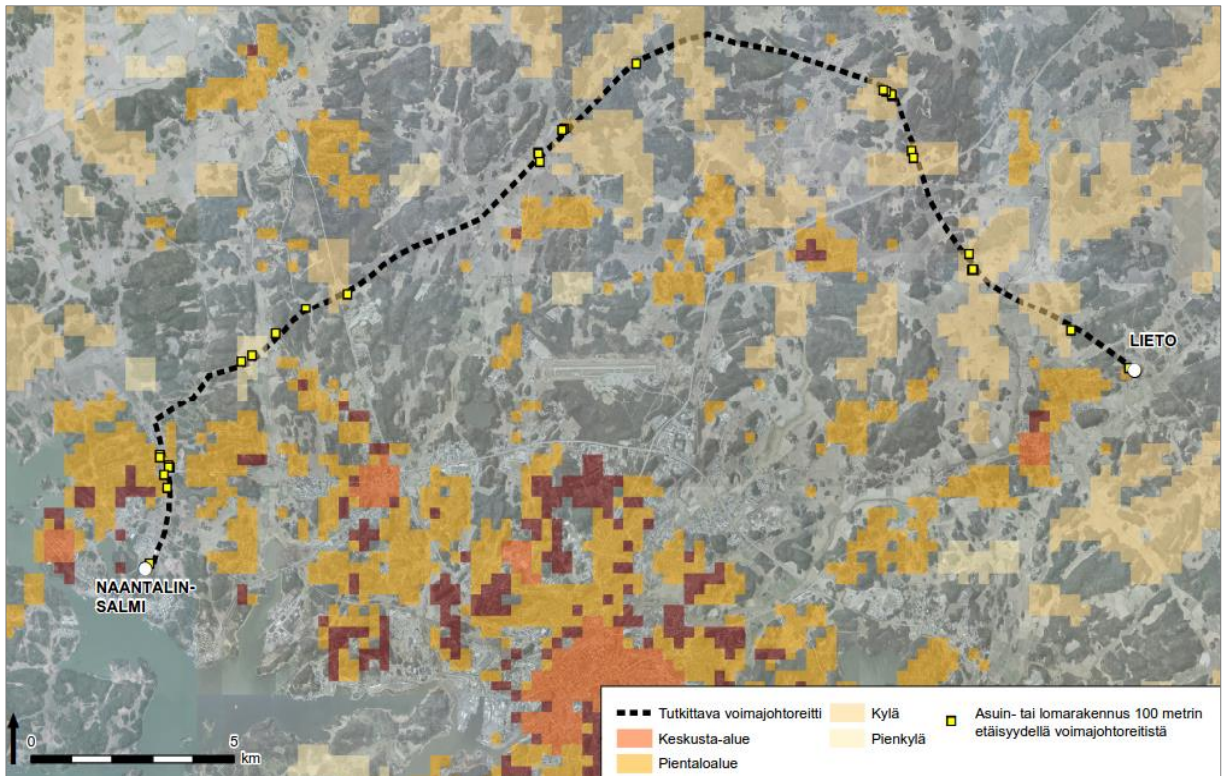 LIETO
NAANTALIN-
SALMI
0 5
km
Tutkittava voimajohtoreitti
Keskusta-alue
Pientaloalue
Kylä
Pienkylä
Asuin- tai lomarakennus 100 metrin
etäisyydellä voimajohtoreitistä